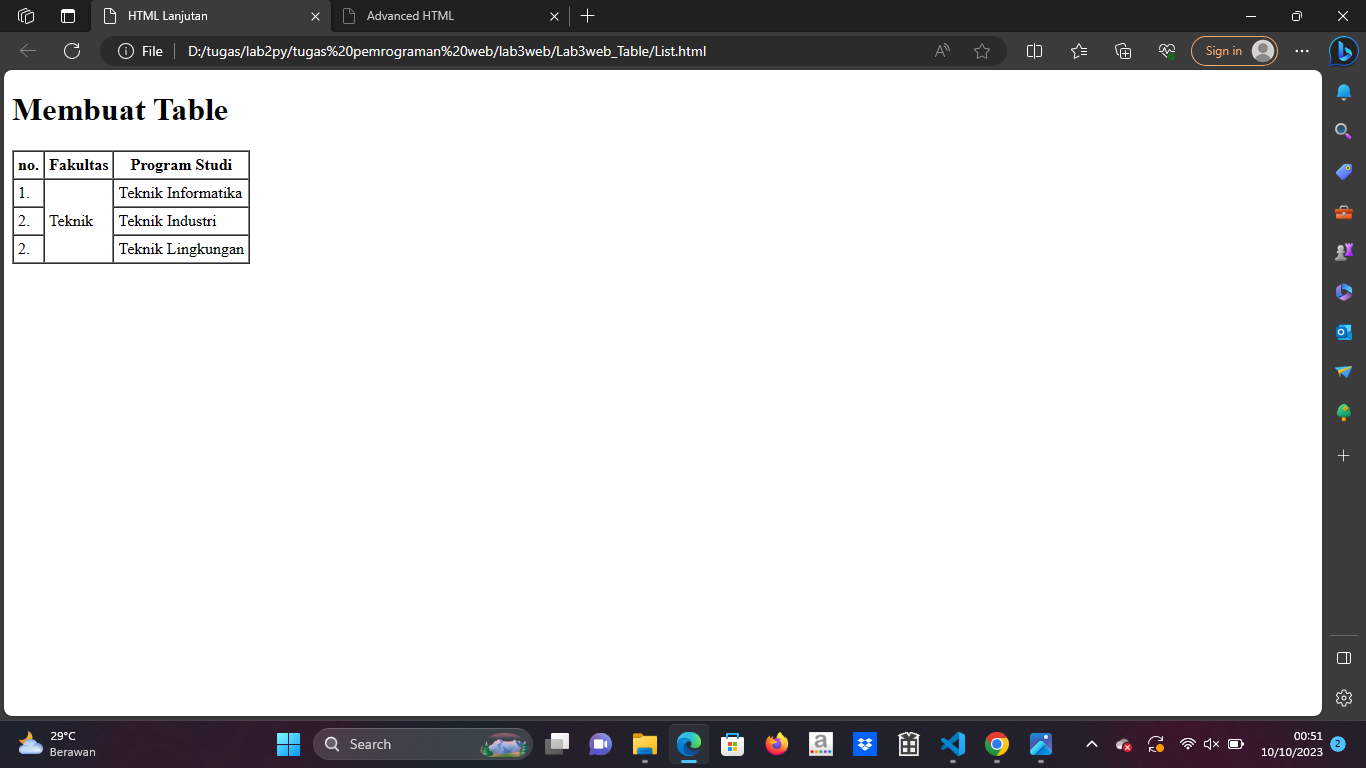 HTML Lanjutan
Advanced HTML
File
D:/tugas/lab2py/tugas%20pemrograman%20web/lab3web/Lab3web_Table/List.html
Sign in
Membuat Table
no. Fakultas Program Studi
1. Teknik Informatika
2. Teknik Teknik Industri
2. Teknik Lingkungan
29°C
Berawan
Search
00:51
10/10/2023
2